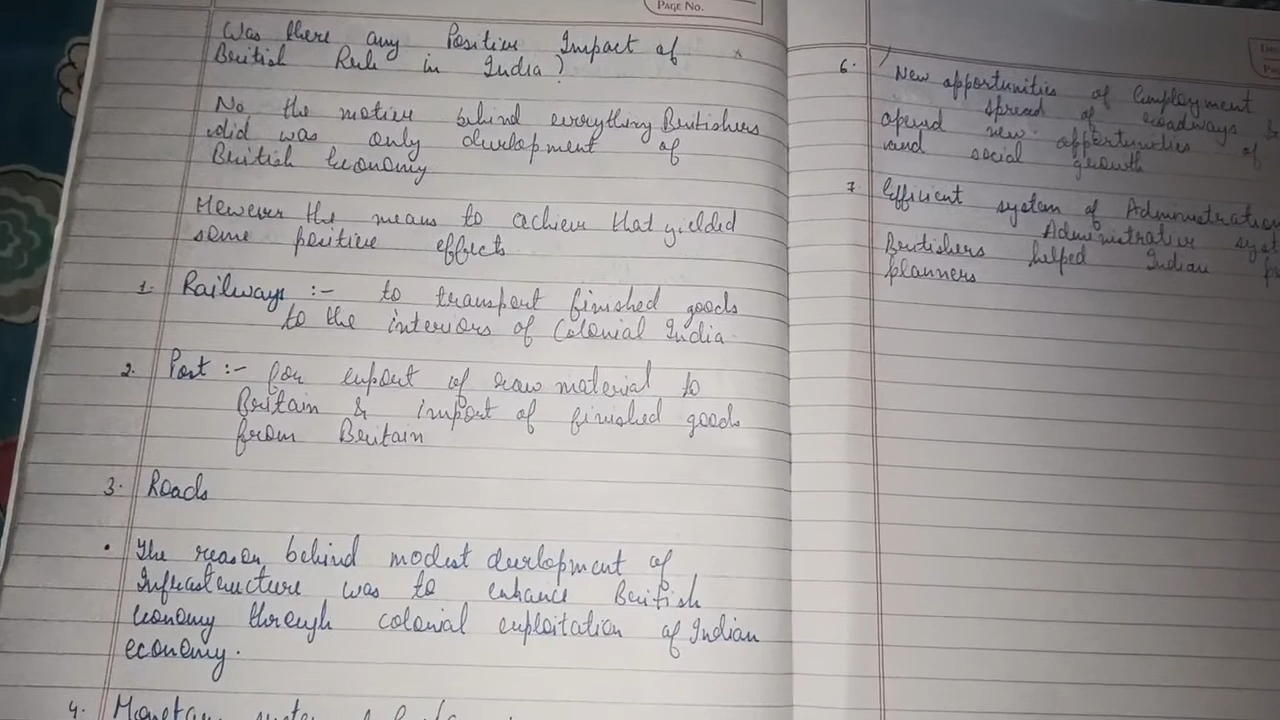 PAGE NO.
Was there any Positive Impact of
British Rule in India?
No the motive behind everything Britishers
did was only development of
British Economy
However the means to achieve that yielded
some positive effects
1. Railways :- to transport finished goods
to the interiors of Colonial India
2. Port :- for export of raw material to
Britain & import of finished goods
from Britain
3. Roads
• The reason behind modest development of
Infrastructure was to enhance British
economy through colonial exploitation of Indian
economy.
4.
6. New opportunities of Employment
spread of roadways &
opend new opportunities of
and social growth
7. Efficient system of Administration
Administrative syst
Britishers helped Indian
planners